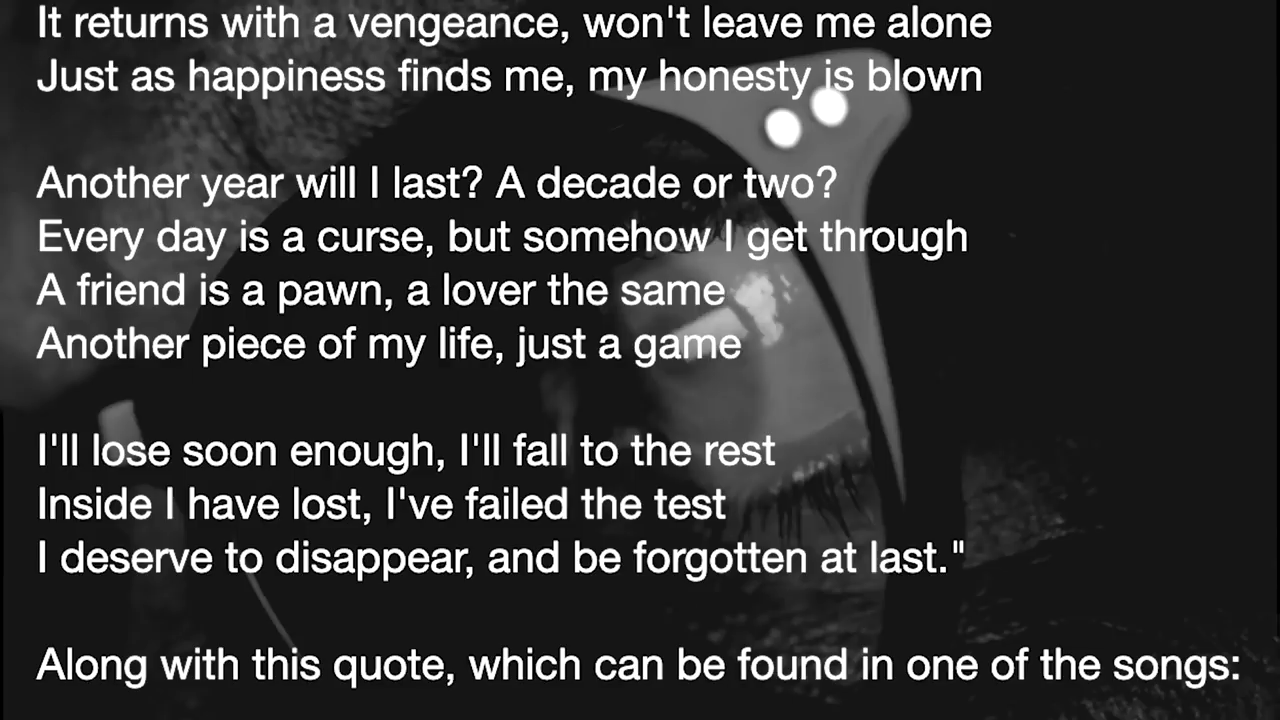 It returns with a vengeance, won't leave me alone
Just as happiness finds me, my honesty is blown
Another year will I last? A decade or two?
Every day is a curse, but somehow I get through
A friend is a pawn, a lover the same
Another piece of my life, just a game
I'll lose soon enough, I'll fall to the rest
Inside I have lost, I've failed the test
I deserve to disappear, and be forgotten at last."
Along with this quote, which can be found in one of the songs: